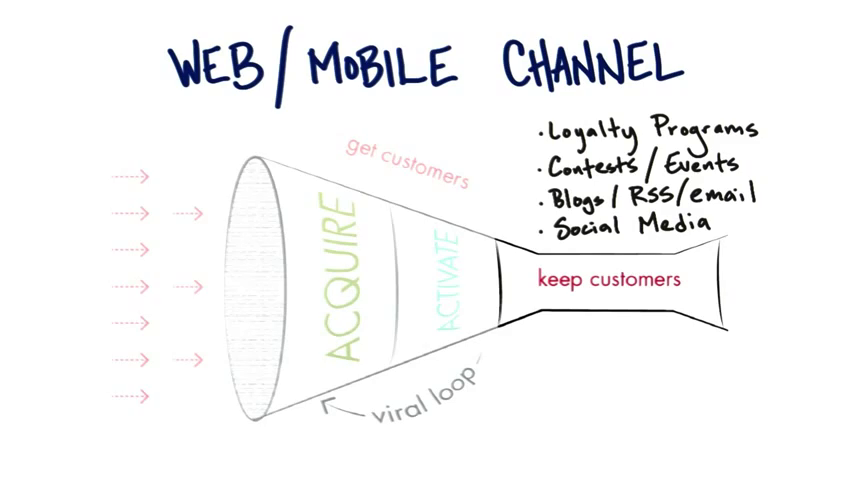 WEB/MOBILE CHANNEL
· Loyalty Programs
· Contests/Events
· Blogs/RSS/email
· Social Media
get customers
ACQUIRE
ACTIVATE
keep customers
viral loop